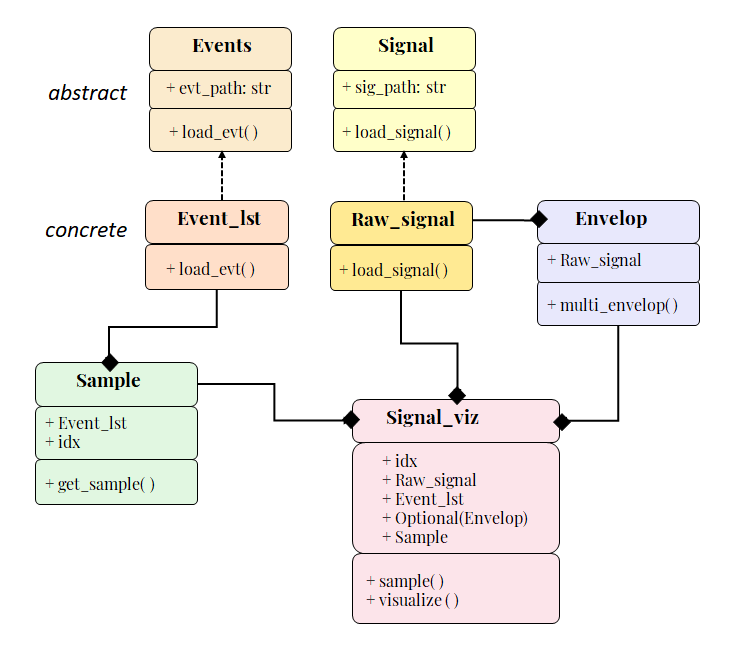 Events
+ evt_path: str
+ load_evt( )
Signal
+ sig_path: str
+ load_signal( )
abstract
concrete
Event_lst
+ load_evt( )
Raw_signal
+ load_signal( )
Envelop
+ Raw_signal
+ multi_envelop( )
Sample
+ Event_lst
+ idx
+ get_sample( )
Signal_viz
+ idx
+ Raw_signal
+ Event_lst
+ Optional(Envelop)
+ Sample
+ sample( )
+ visualize ( )